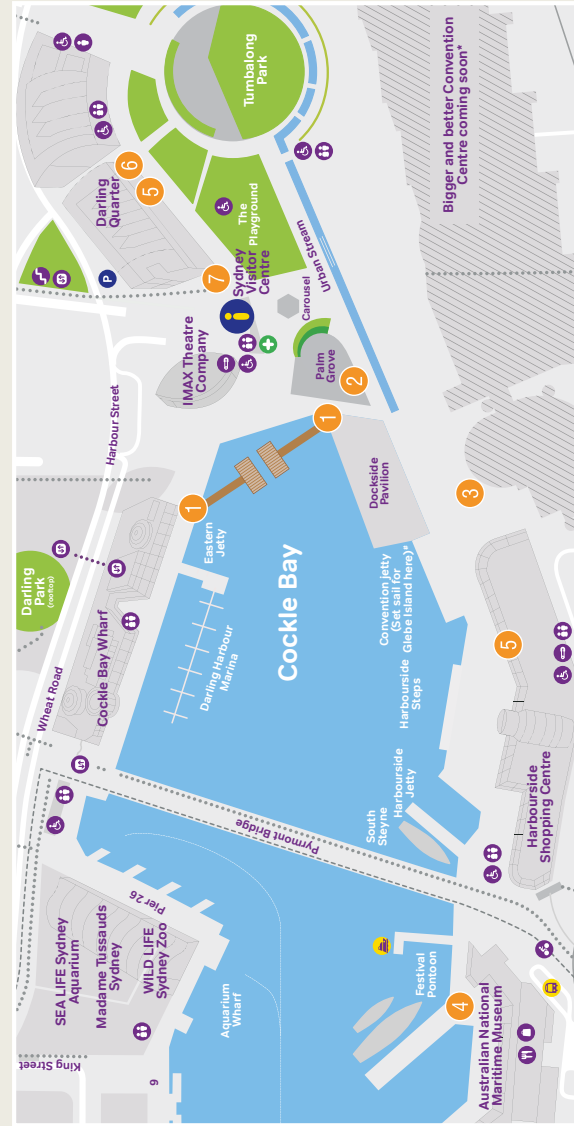 Tumbalong
Park
Bigger and better Convention
Centre coming soon*
6
5
Darling
Quarter
The
Playground
P
7
i
Sydney
Visitor
Centre
Urban Stream
Carousel
IMAX Theatre
Company
Palm
Grove
2
Harbour Street
1
1
Dockside
Pavilion
3
Eastern
Jetty
Darling
Park
(rooftop)
Cockle Bay Wharf
Darling Harbour
Marina
Cockle Bay
Convention jetty
(Set sail for
Glebe Island here)*
Harbourside
Steps
5
Wheat Road
Harbourside
Jetty
South
Steyne
Harbourside
Shopping Centre
Pyrmont Bridge
Pier 26
SEA LIFE Sydney
Aquarium
Madame Tussauds
Sydney
WILD LIFE
Sydney Zoo
Aquarium
Wharf
Festival
Pontoon
4
Australian National
Maritime Museum
King Street
9